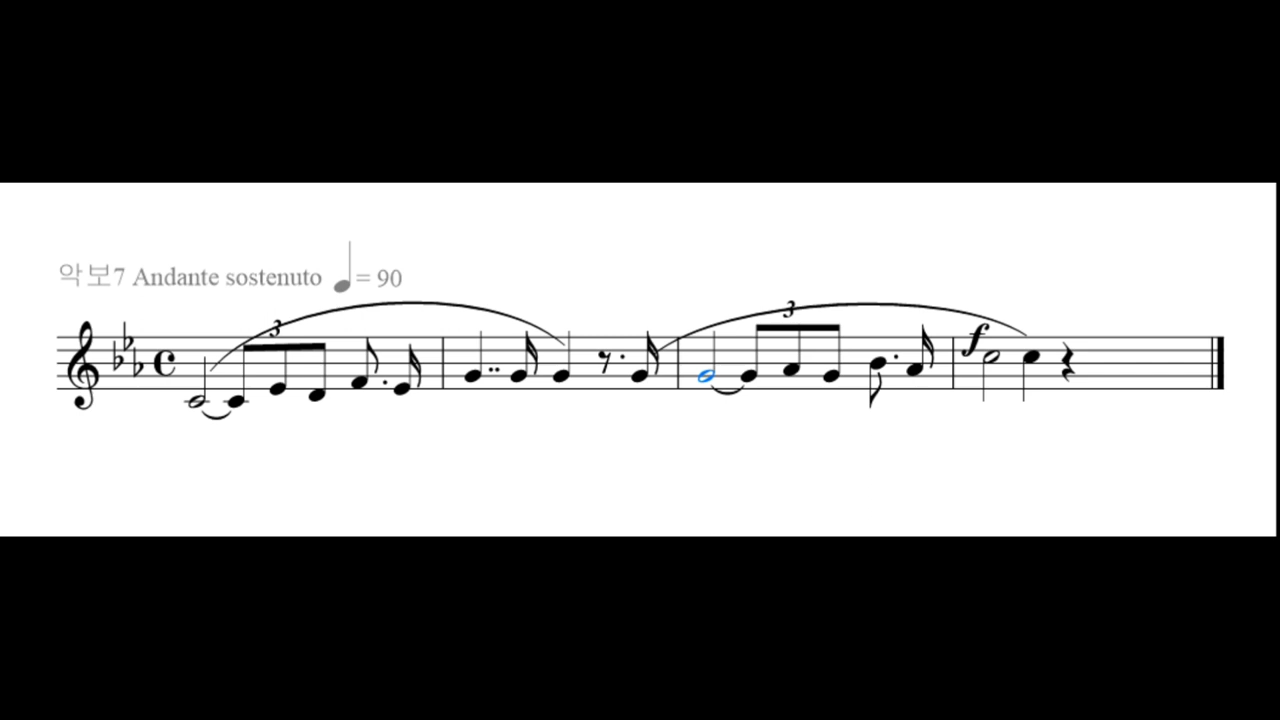 악보7 Andante sostenuto ♩= 90
3
3
f